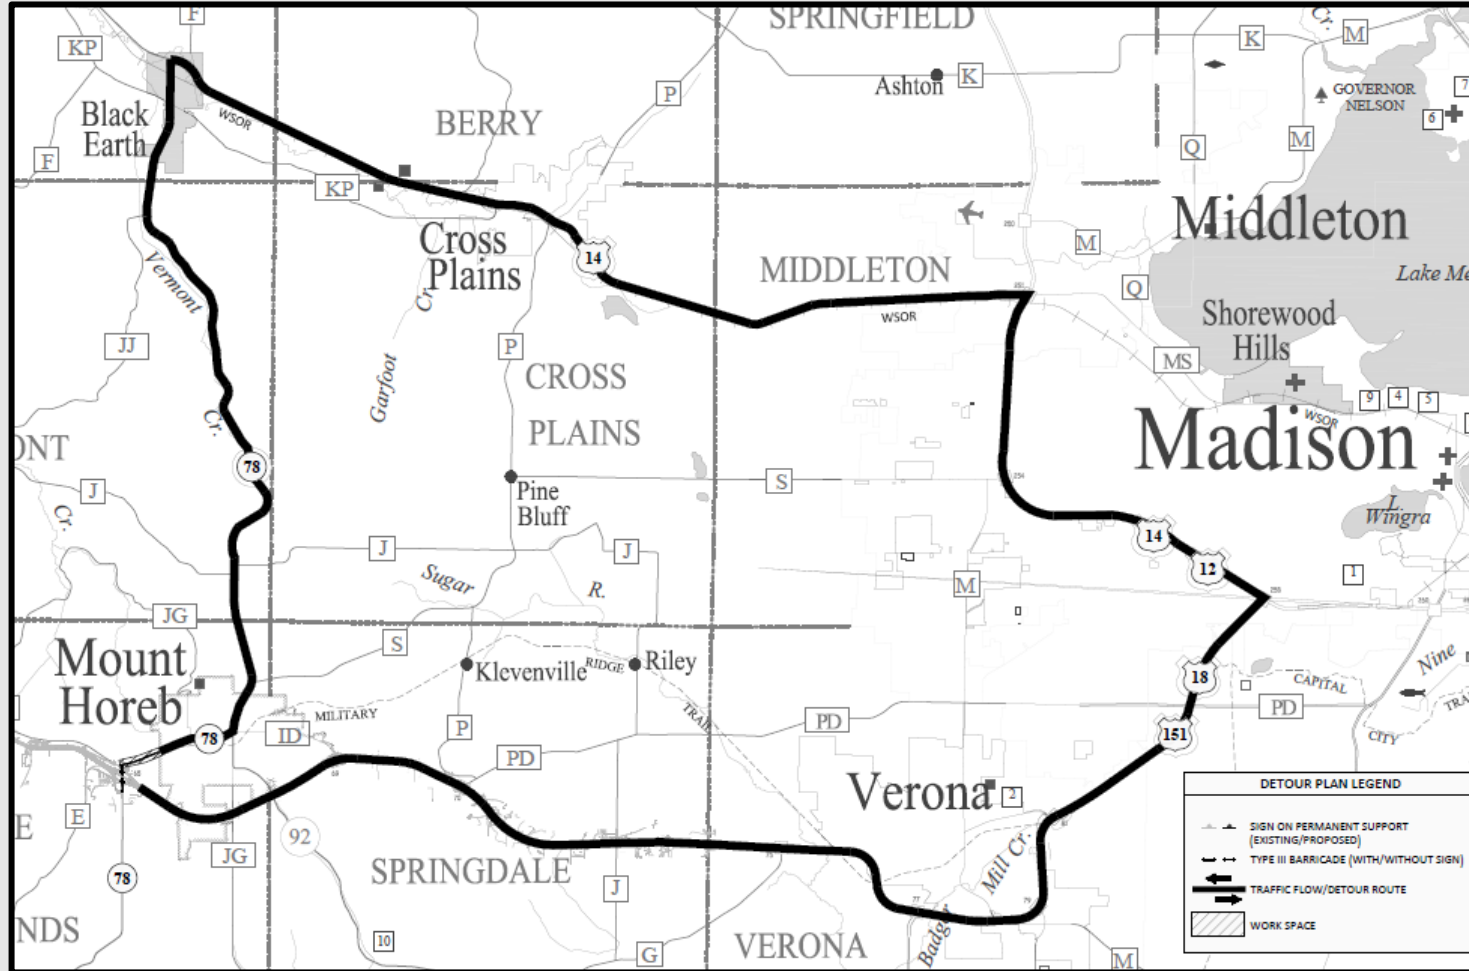 F
SPRINGFIELD
Cr.
KP
K
M
Ashton
K
P
GOVERNOR
NELSON
7
6
Black
Earth
WSOR
BERRY
M
Q
F
KP
Middleton
Cross
Plains
14
M
Vermont
Cr
MIDDLETON
Q
Lake Me
WSOR
Shorewood
Hills
JJ
P
MS
Garfoot
CROSS
PLAINS
9
4
5
WSOR
Cr.
Madison
ONT
78
J
S
Pine
Bluff
Cr.
L.
Wingra
14
J
J
12
Sugar
R.
M
1
JG
S
Mount
Horeb
Klevenville
RIDGE
Riley
Nine
18
CAPITAL
MILITARY
TRAIL
PD
PD
TRA
78
ID
P
151
CITY
PD
Verona
2
DETOUR PLAN LEGEND
E
E
92
SIGN ON PERMANENT SUPPORT
(EXISTING/PROPOSED)
JG
TYPE III BARRICADE (WITH/WITHOUT SIGN)
78
SPRINGDALE
J
Mill Cr.
TRAFFIC FLOW/DETOUR ROUTE
NDS
10
G
VERONA
Badger
M
WORK SPACE